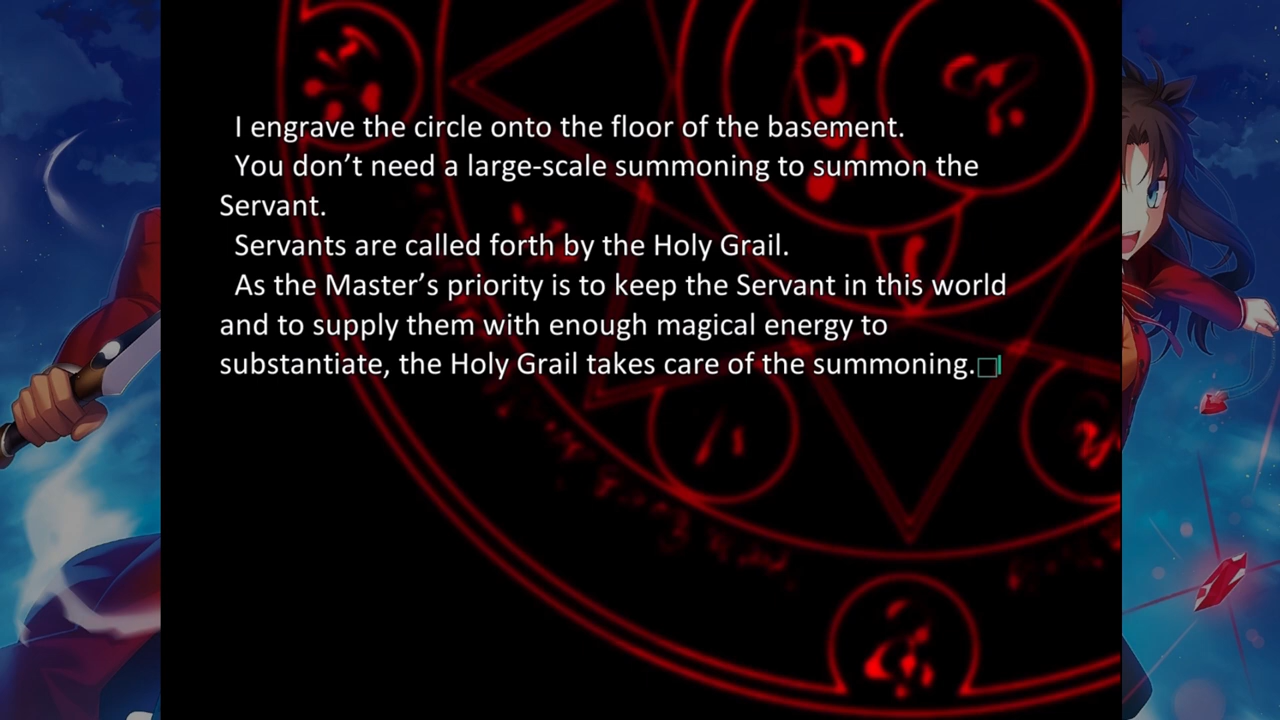 I engrave the circle onto the floor of the basement.
You don’t need a large-scale summoning to summon the
Servant.
Servants are called forth by the Holy Grail.
As the Master’s priority is to keep the Servant in this world
and to supply them with enough magical energy to
substantiate, the Holy Grail takes care of the summoning.